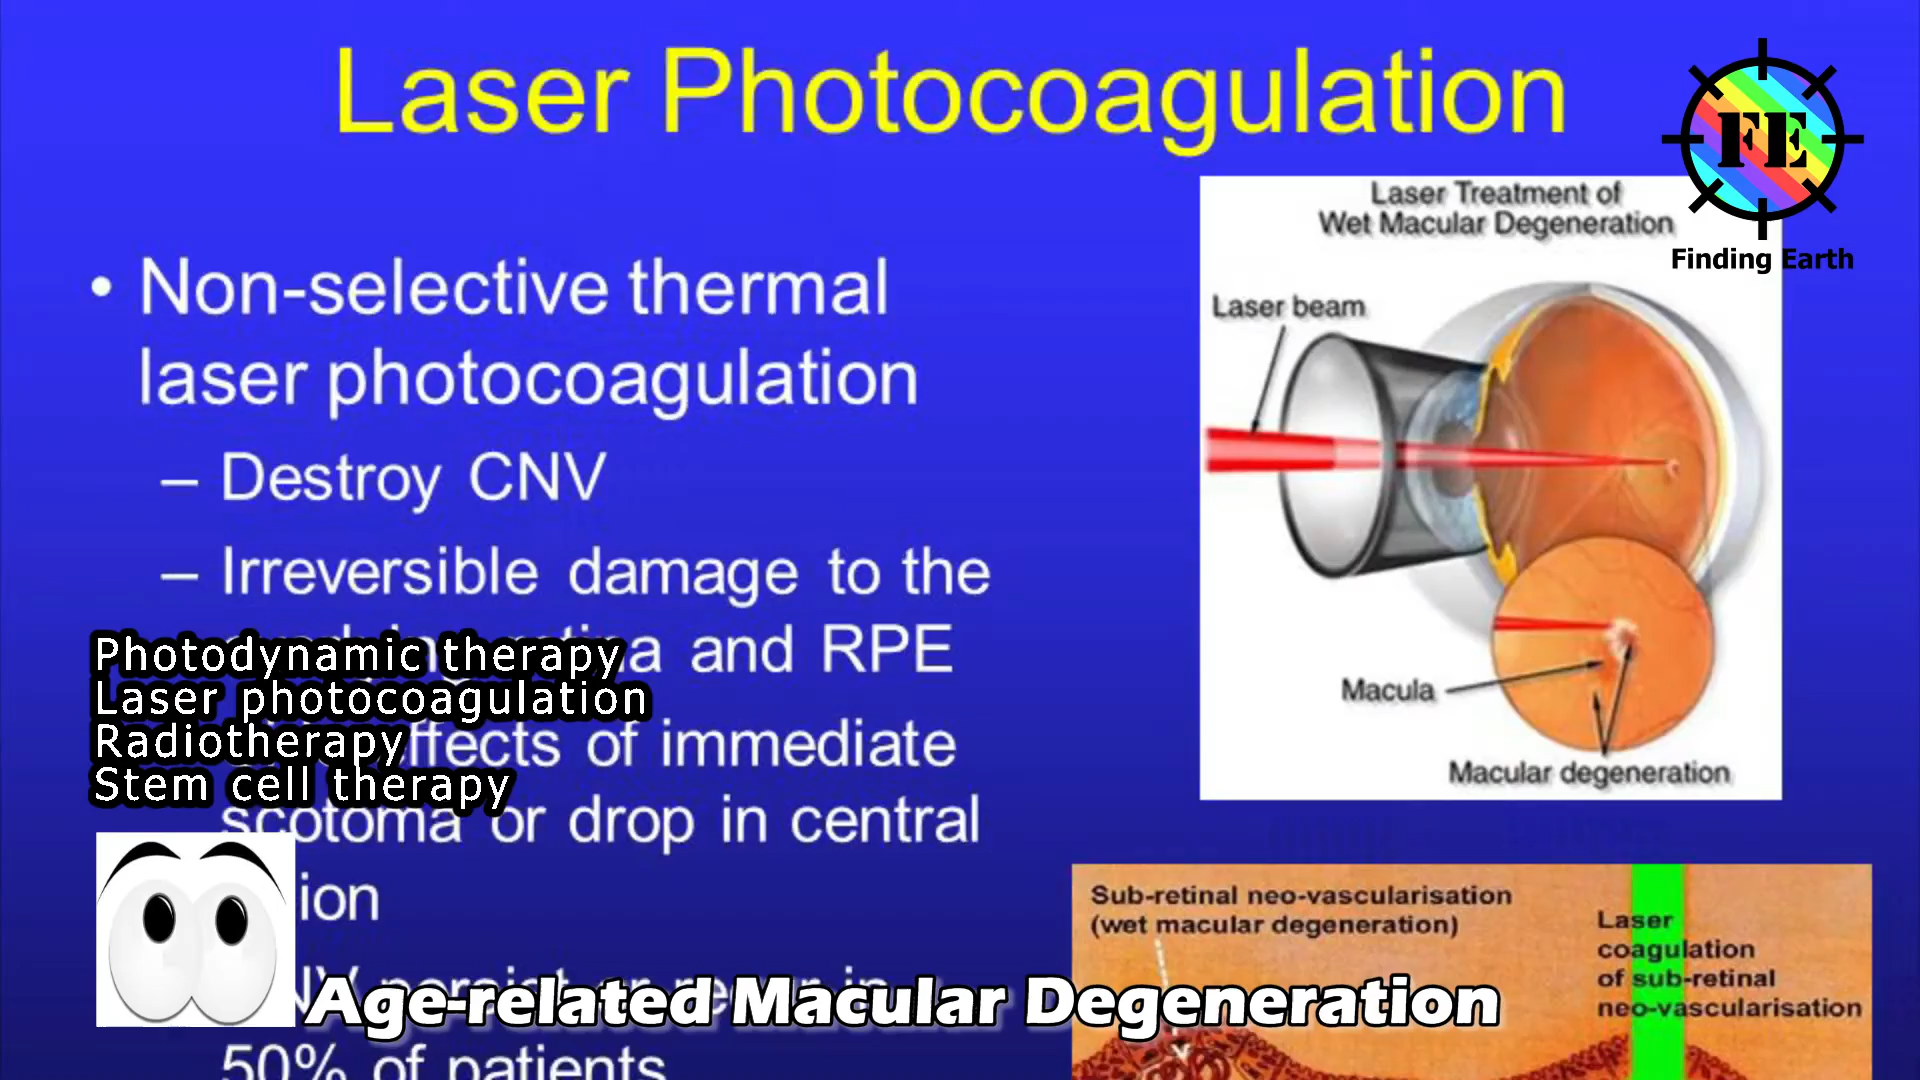 Laser Photocoagulation
FE
Finding Earth
• Non-selective thermal
laser photocoagulation
– Destroy CNV
– Irreversible damage to the
retina and RPE
effects of immediate
scotoma or drop in central
50% of patients
Photodynamic therapy
Laser photocoagulation
Radiotherapy
Stem cell therapy
Age-related Macular Degeneration
Laser Treatment of
Wet Macular Degeneration
Laser beam
Macula
Macular degeneration
Sub-retinal neo-vascularisation
(wet macular degeneration)
Laser
coagulation
of sub-retinal
neo-vascularisation